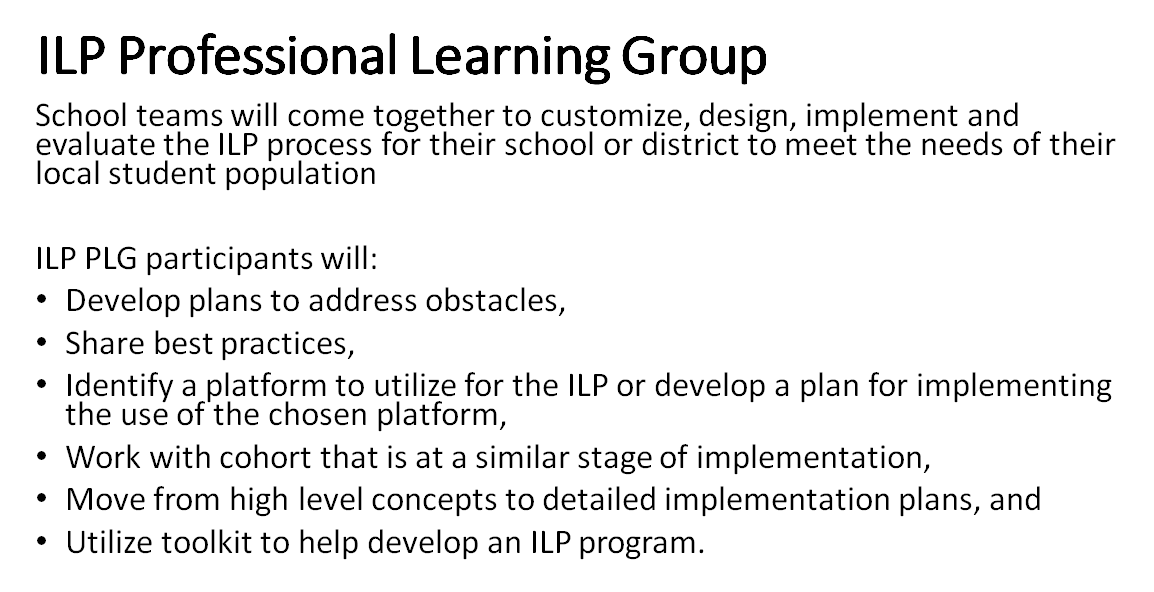 ILP Professional Learning Group
School teams will come together to customize, design, implement and
evaluate the ILP process for their school or district to meet the needs of their
local student population
ILP PLG participants will:
• Develop plans to address obstacles,
• Share best practices,
• Identify a platform to utilize for the ILP or develop a plan for implementing
the use of the chosen platform,
• Work with cohort that is at a similar stage of implementation,
• Move from high level concepts to detailed implementation plans, and
• Utilize toolkit to help develop an ILP program.